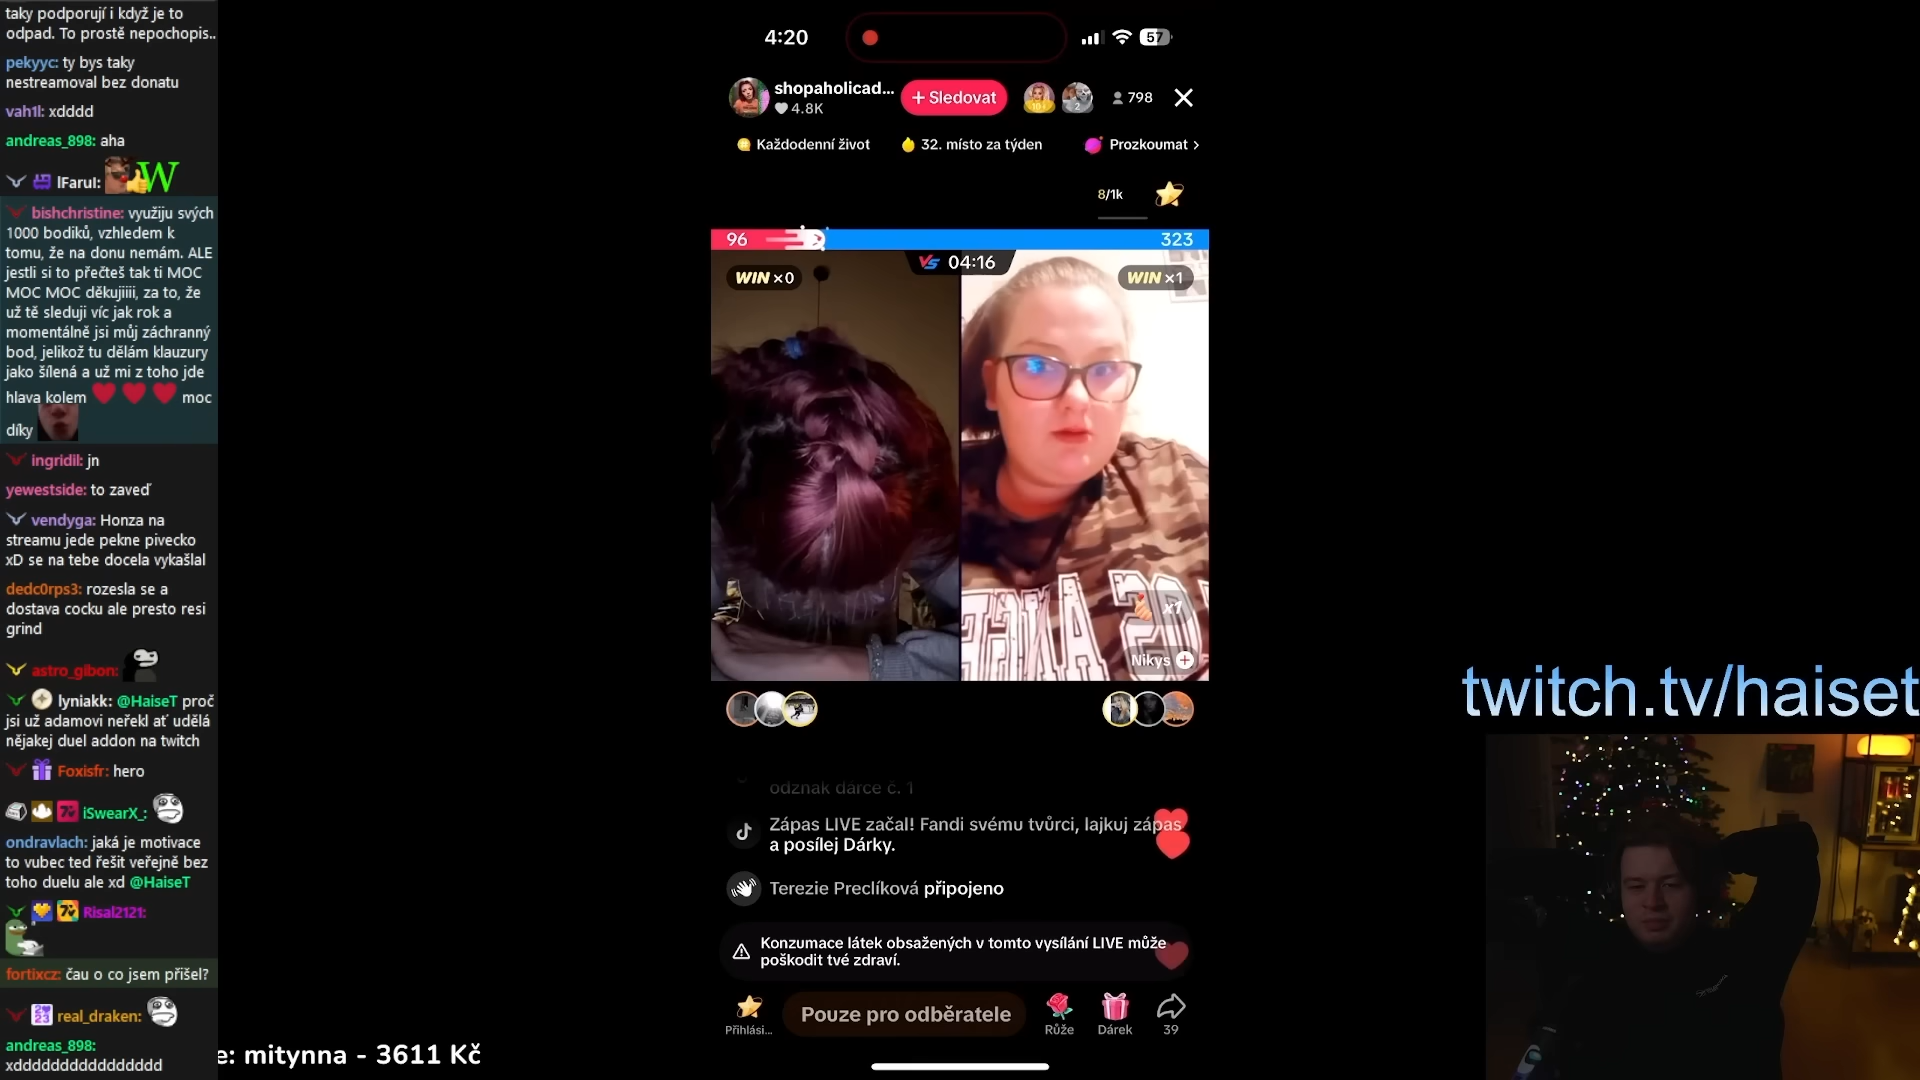 taky podporují i když je to
odpad. To prostě nepochopis..
pekyyc: ty bys taky
nestreamoval bez donatu
vah1l: xdddd
andreas_898: aha
lFarul: W
bishchristine: využiju svých
1000 bodíků, vzhledem k
tomu, že na donu nemám. ALE
jestli si to přečteš tak ti MOC
MOC MOC děkujiiii, za to, že
už tě sleduji víc jak rok a
momentálně jsi můj záchranný
bod, jelikož tu dělám klauzury
jako šílená a už mi z toho jde
hlava kolem moc
díky
ingridil: jn
yewestside: to zaveď
vendyga: Honza na
streamu jede pekne pivecko
xD se na tebe docela vykašlal
dedc0rps3: rozesla se a
dostava cocku ale presto resi
grind
astro_gibon:
lyniakk: @HaiseT proč
jsi už adamovi neřekl ať udělá
nějakej duel addon na twitch
Foxisfr: hero
iSwearX_:
ondravlach: jaká je motivace
to vubec ted řešit veřejně bez
toho duelu ale xd @HaiseT
Risal2121:
fortixcz: čau o co jsem přišel?
real_draken:
andreas_898:
xdddddddddddddddd
e: mitynna - 3611 Kč
4:20
57
shopaholicad...
4.8K
+ Sledovat
798
Každodenní život
32. místo za týden
Prozkoumat >
8/1k
96
323
VS 04:16
WIN ×0
WIN ×1
x1
Nikys
odznak dárce č. 1
Zápas LIVE začal! Fandi svému tvůrci, lajkuj zápas
a posílej Dárky.
Terezie Preclíková připojeno
Konzumace látek obsažených v tomto vysílání LIVE může
poškodit tvé zdraví.
Přihlási...
Pouze pro odběratele
Růže
Dárek
39
twitch.tv/haiset